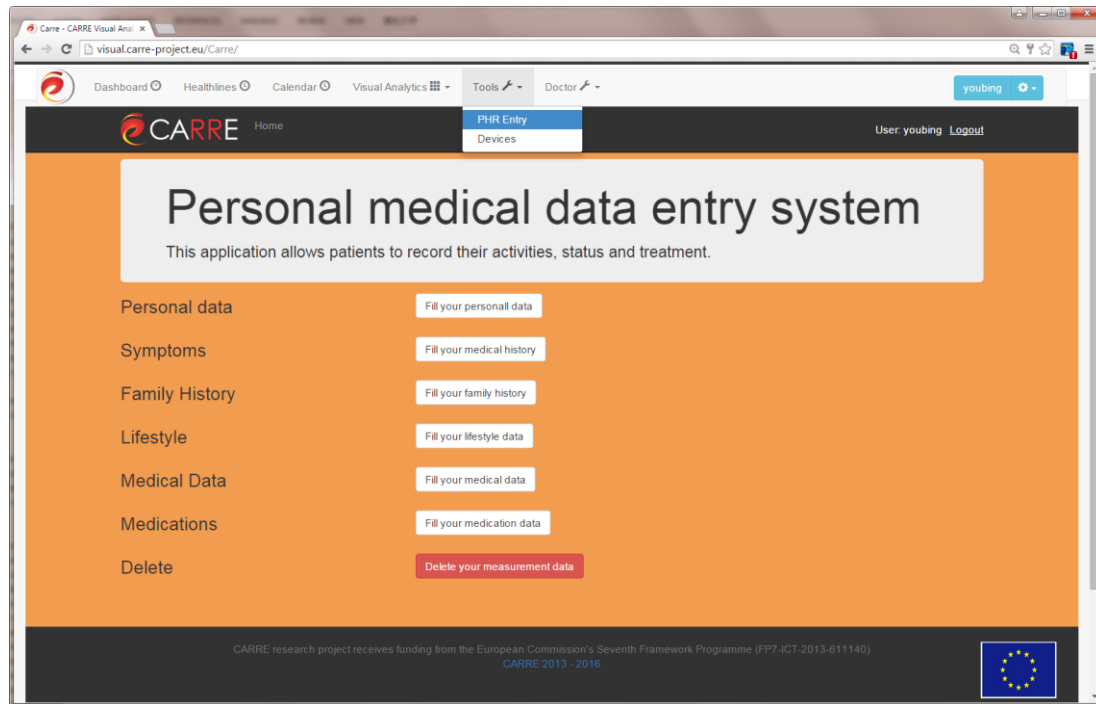 Carre - CARRE Visual Anal
visual.carre-project.eu/Carre/
Dashboard Healthlines Calendar Visual Analytics Tools Doctor youbing
PHR Entry
Devices
CARRE Home User: youbing Logout
Personal medical data entry system
This application allows patients to record their activities, status and treatment.
Personal data Fill your personall data
Symptoms Fill your medical history
Family History Fill your family history
Lifestyle Fill your lifestyle data
Medical Data Fill your medical data
Medications Fill your medication data
Delete Delete your measurement data
CARRE research project receives funding from the European Commission's Seventh Framework Programme (FP7-ICT-2013-611140)
CARRE 2013 - 2016